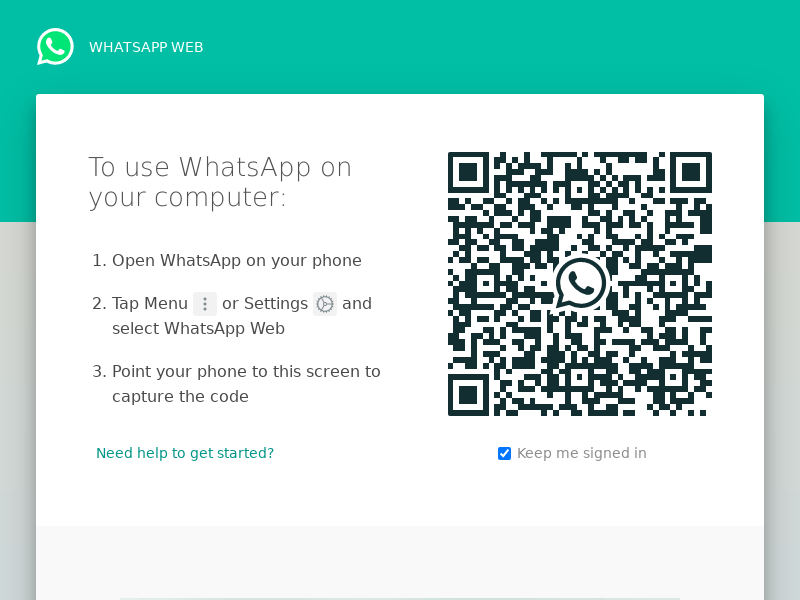 WHATSAPP WEB
To use WhatsApp on
your computer:
1. Open WhatsApp on your phone
2. Tap Menu or Settings and
select WhatsApp Web
3. Point your phone to this screen to
capture the code
Need help to get started?
Keep me signed in